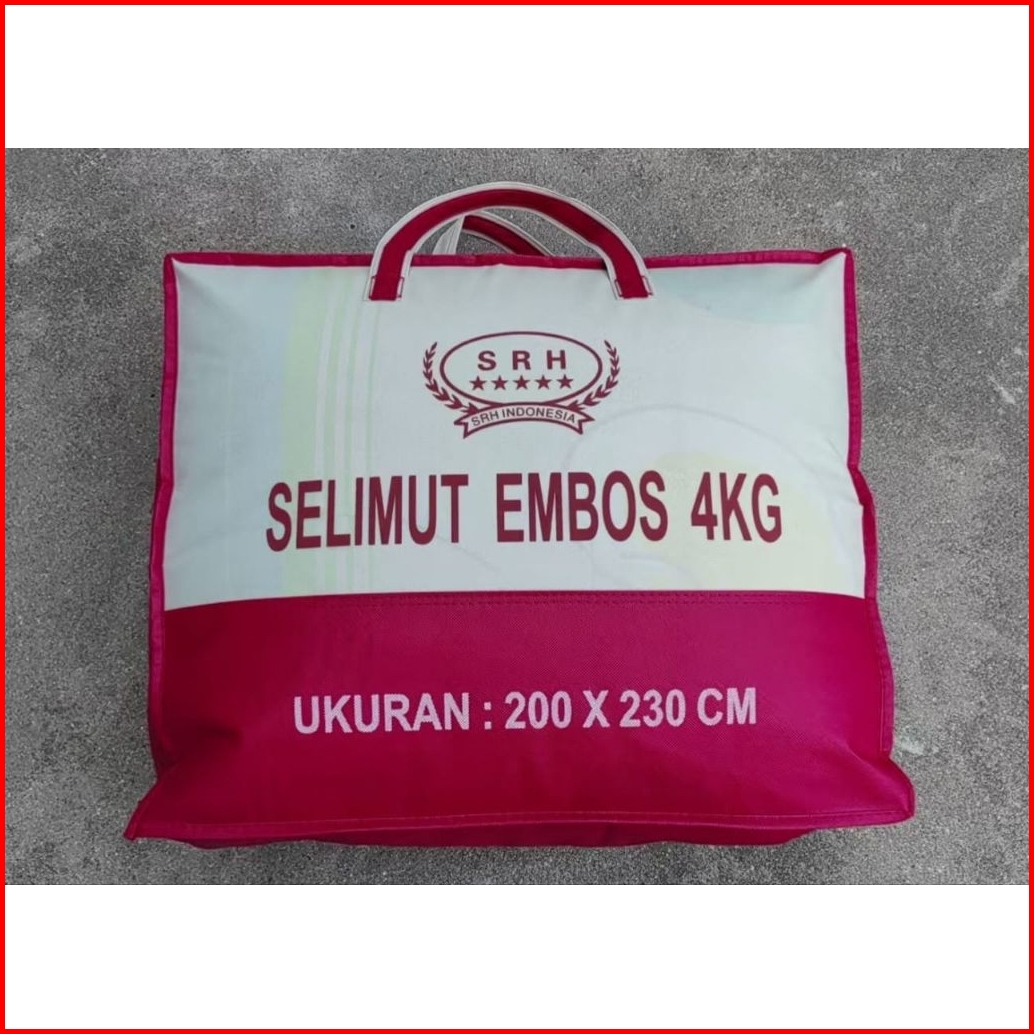 SRH
SRH INDONESIA
SELIMUT EMBOS 4KG
UKURAN : 200 X 230 CM